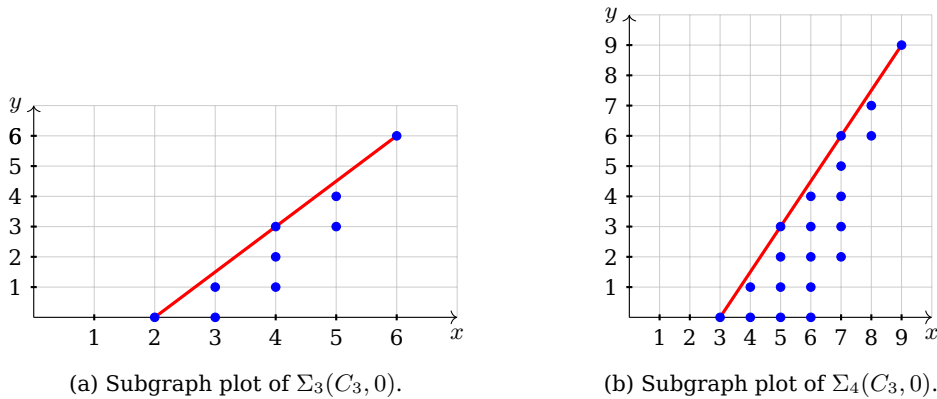 y
6
5
4
3
2
1
1 2 3 4 5 6 x
(a) Subgraph plot of Σ₃(C₃, 0).
y
9
8
7
6
5
4
3
2
1
1 2 3 4 5 6 7 8 9 x
(b) Subgraph plot of Σ₄(C₃, 0).